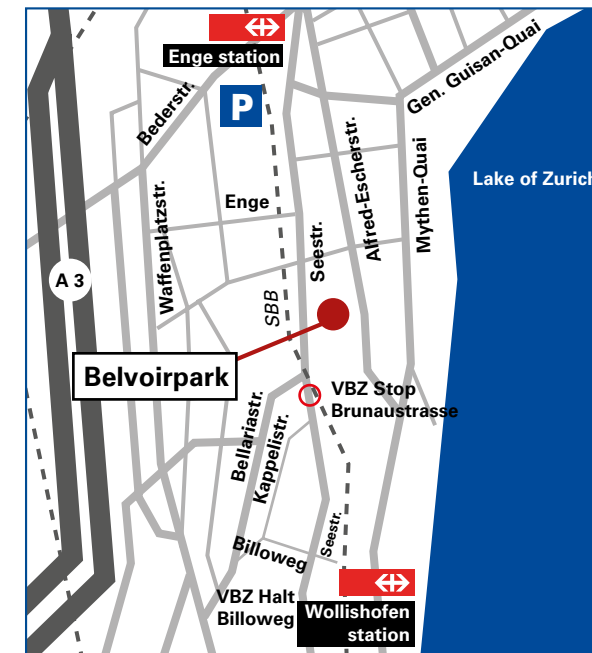 Enge station
Gen. Guisan-Quai
P
Bederstr.
Alfred-Escherstr.
Mythen-Quai
Lake of Zurich
Waffenplatzstr.
Enge
Seestr.
A 3
SBB
Belvoirpark
VBZ Stop
Brunaustrasse
Bellariastr.
Kappelistr.
Seestr.
Billoweg
VBZ Halt
Billoweg
Wollishofen
station